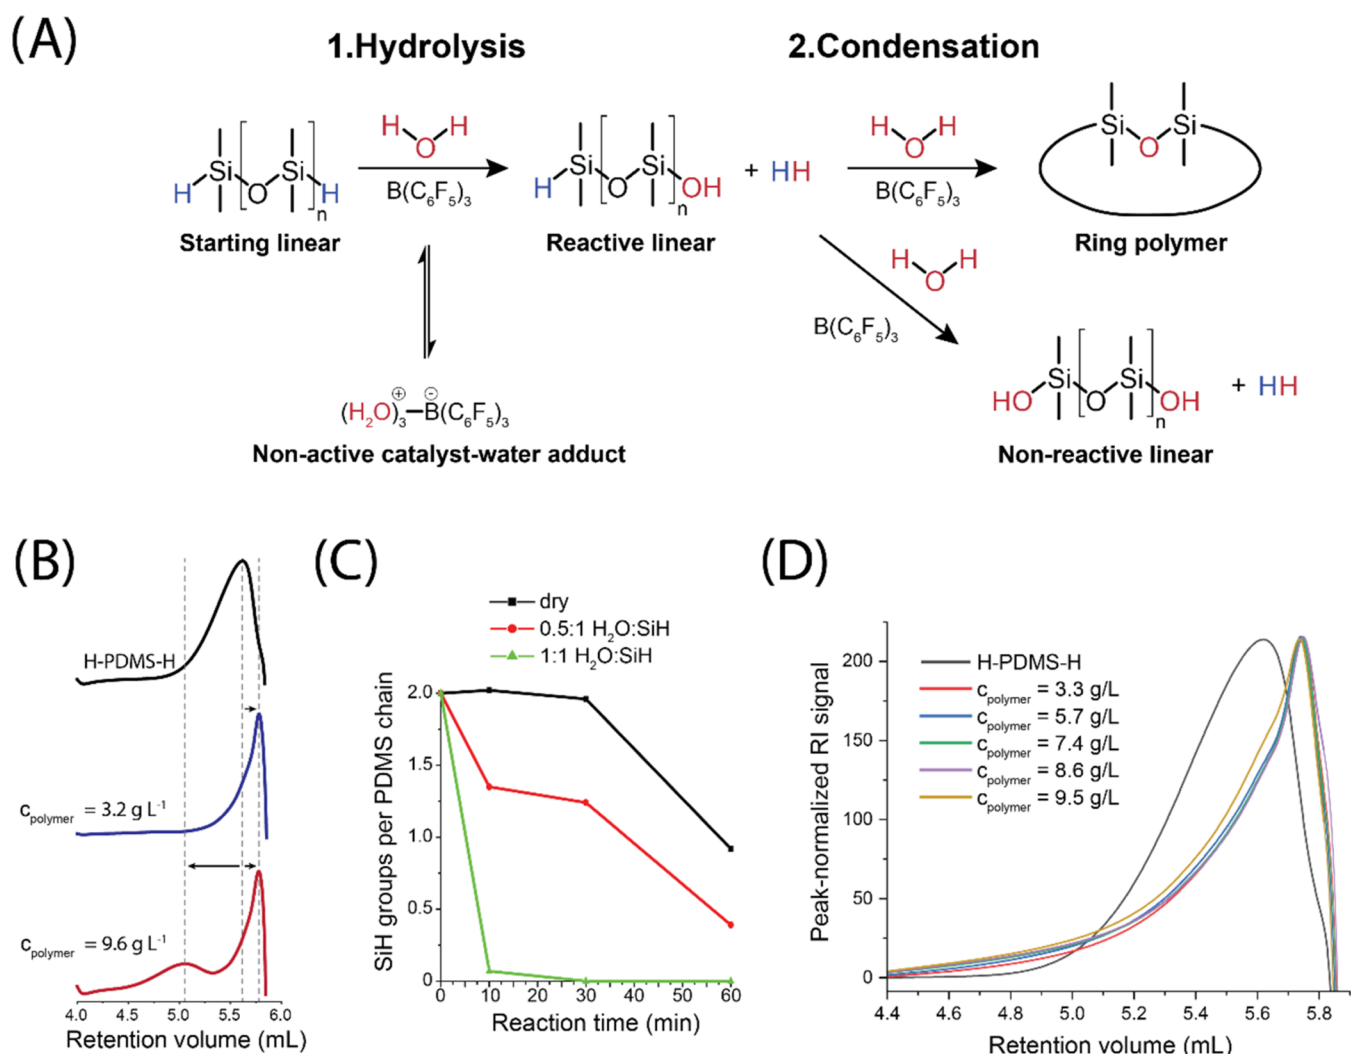 (A)
1.Hydrolysis
2.Condensation
H Si O Si H n
H O H
B(C6F5)3
H Si O Si OH n
+ HH
H O H
B(C6F5)3
Si O Si
Starting linear
Reactive linear
Ring polymer
H O H
B(C6F5)3
(H2O)3⊕–⊖B(C6F5)3
HO Si O Si OH n
+ HH
Non-active catalyst-water adduct
Non-reactive linear
(B)
H-PDMS-H
cpolymer = 3.2 g L-1
cpolymer = 9.6 g L-1
4.0 4.5 5.0 5.5 6.0
Retention volume (mL)
(C)
dry
0.5:1 H2O:SiH
1:1 H2O:SiH
SiH groups per PDMS chain
2.0
1.5
1.0
0.5
0
0 10 20 30 40 50 60
Reaction time (min)
(D)
H-PDMS-H
cpolymer = 3.3 g/L
cpolymer = 5.7 g/L
cpolymer = 7.4 g/L
cpolymer = 8.6 g/L
cpolymer = 9.5 g/L
Peak-normalized RI signal
200
150
100
50
0
4.4 4.6 4.8 5.0 5.2 5.4 5.6 5.8
Retention volume (mL)